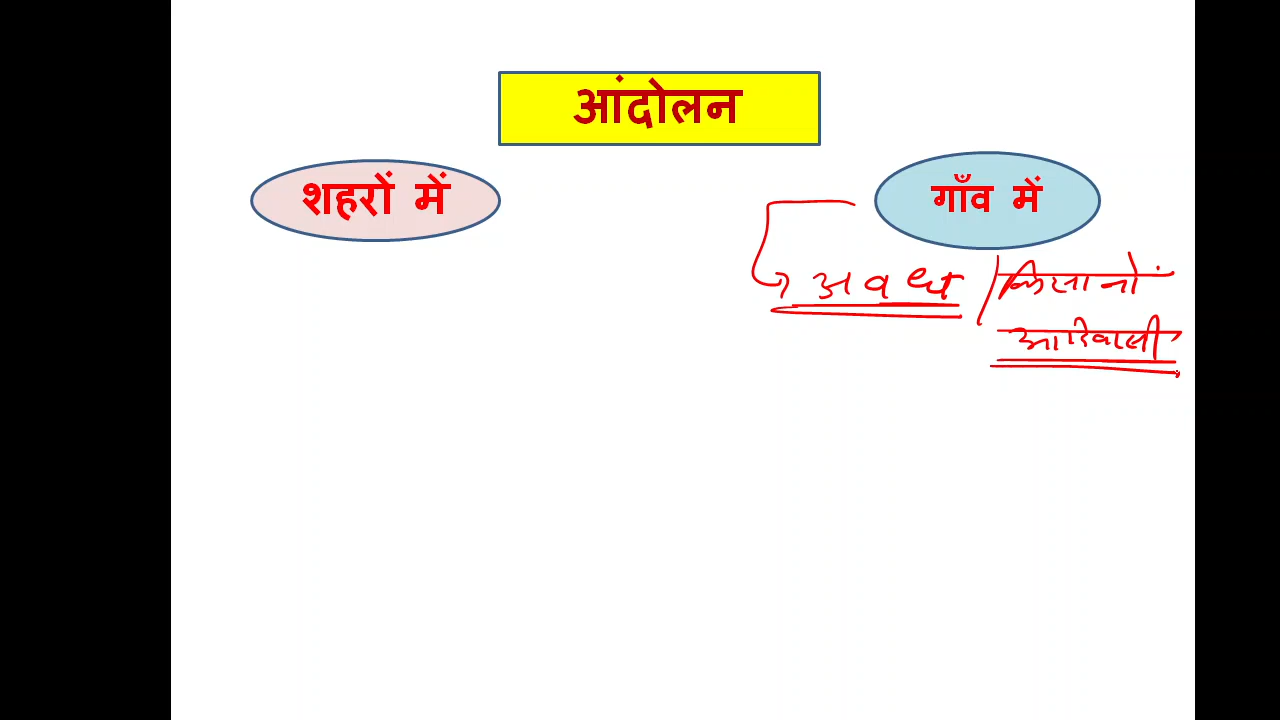 आंदोलन
शहरों में
गाँव में
अवध / किसानों
आदिवासी